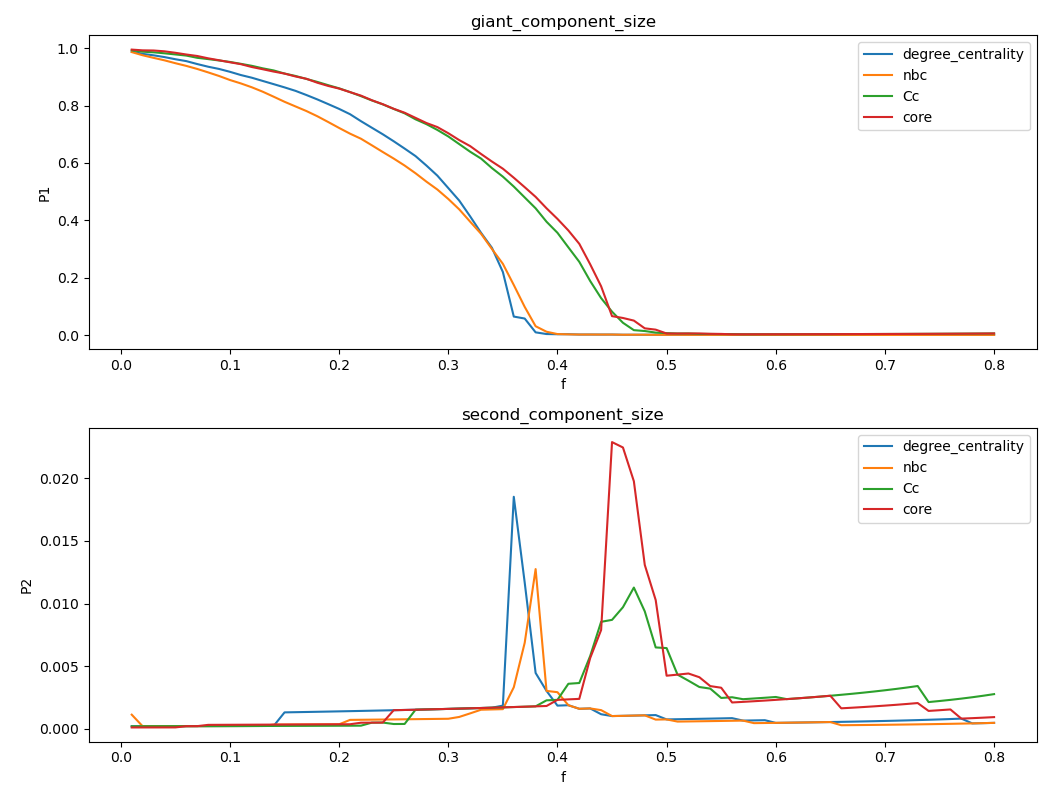 giant_component_size
P1
1.0
0.8
0.6
0.4
0.2
0.0
degree_centrality
nbc
Cc
core
0.0 0.1 0.2 0.3 0.4 0.5 0.6 0.7 0.8
f
second_component_size
P2
0.020
0.015
0.010
0.005
0.000
degree_centrality
nbc
Cc
core
0.0 0.1 0.2 0.3 0.4 0.5 0.6 0.7 0.8
f